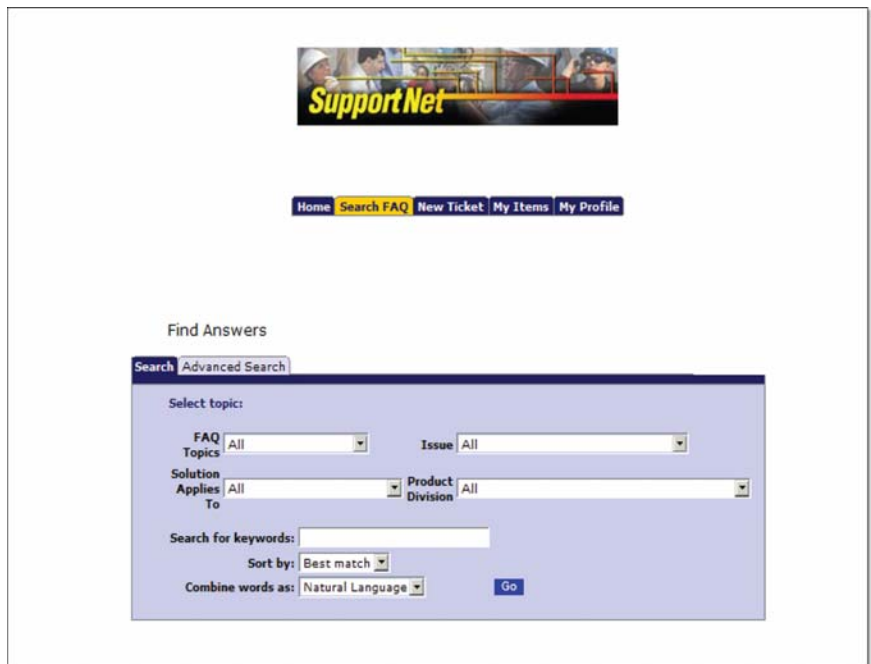 SupportNet
Home Search FAQ New Ticket My Items My Profile
Find Answers
Search Advanced Search
Select topic:
FAQ Topics All Issue All
Solution Applies To All Product Division All
Search for keywords:
Sort by: Best match
Combine words as: Natural Language Go